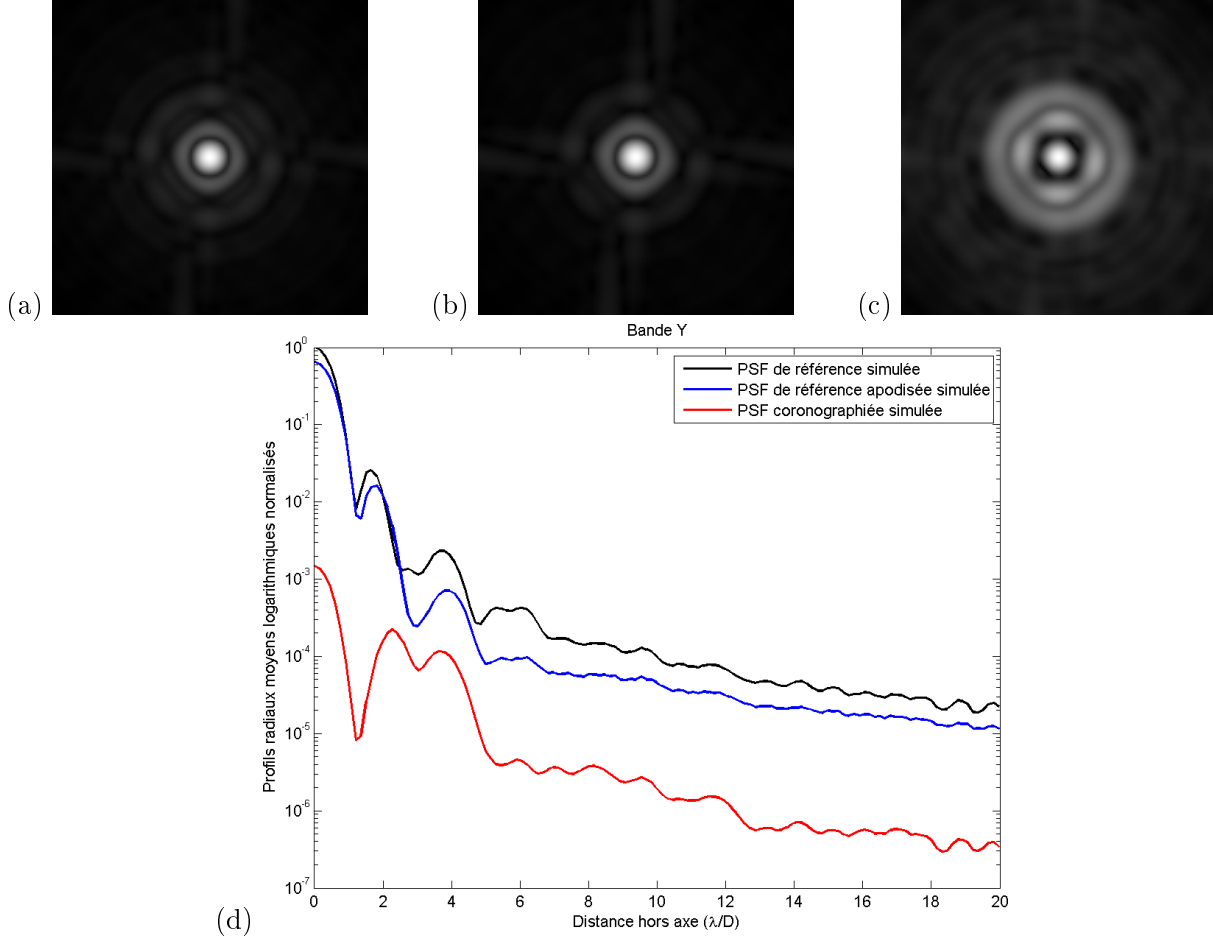 (a)
(b)
(c)
Bande Y
PSF de référence simulée
PSF de référence apodisée simulée
PSF coronographiée simulée
Profils radiaux moyens logarithmiques normalisés
10^0
10^-1
10^-2
10^-3
10^-4
10^-5
10^-6
10^-7
0 2 4 6 8 10 12 14 16 18 20
Distance hors axe (λ/D)
(d)